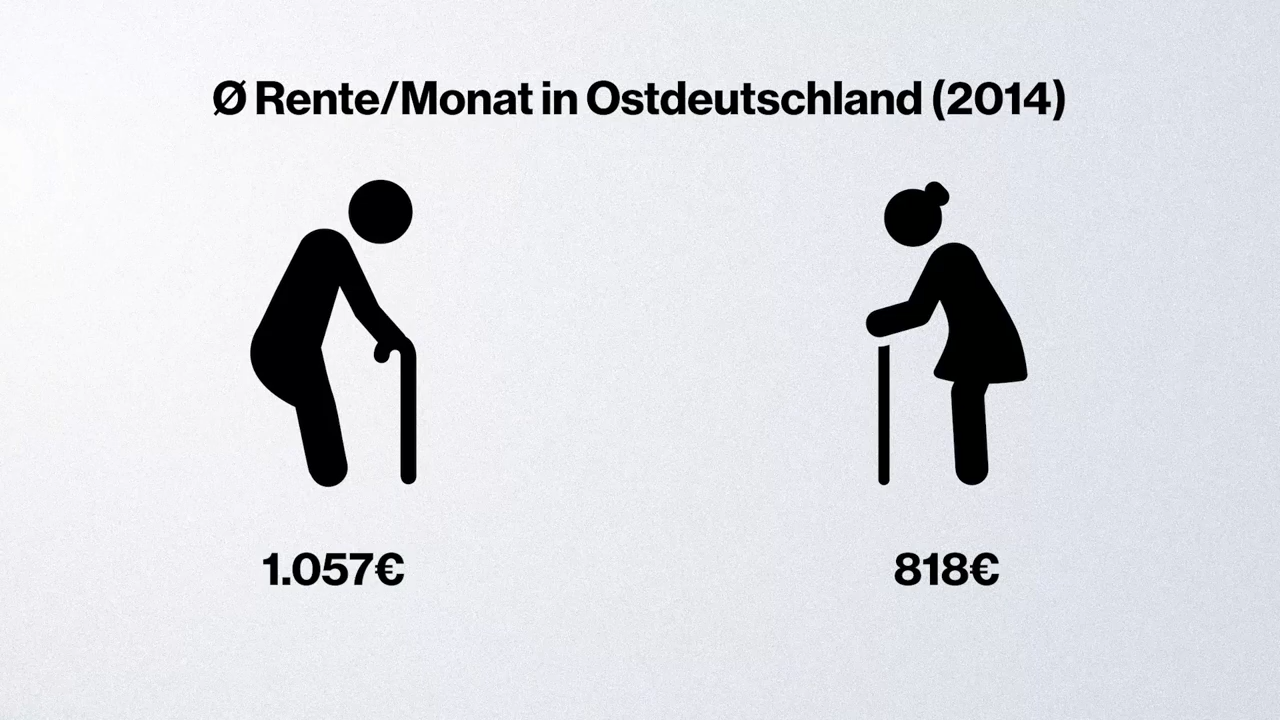 Ø Rente/Monat in Ostdeutschland (2014)
1.057€
818€